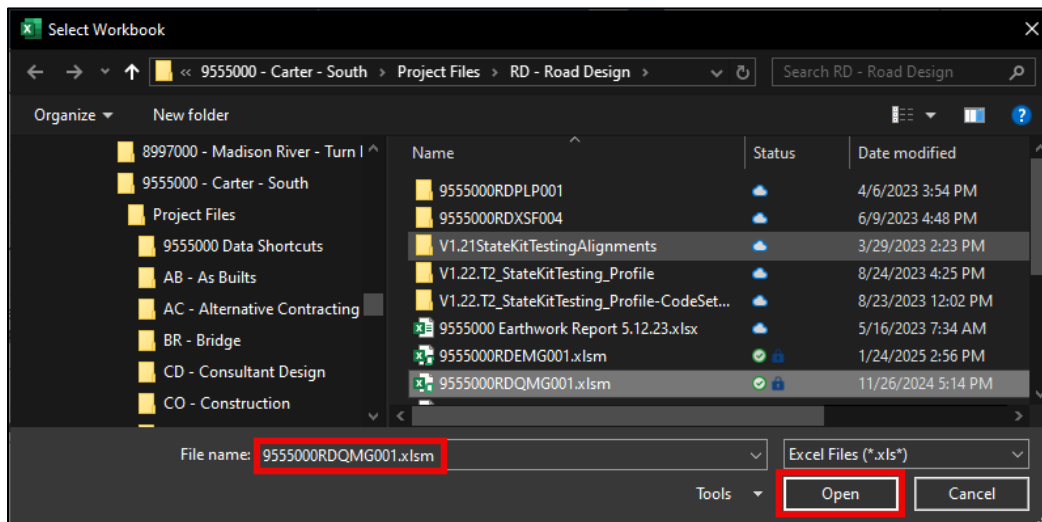 Select Workbook
« 9555000 - Carter - South > Project Files > RD - Road Design >
Search RD - Road Design
Organize
New folder
8997000 - Madison River - Turn l
9555000 - Carter - South
Project Files
9555000 Data Shortcuts
AB - As Builts
AC - Alternative Contracting
BR - Bridge
CD - Consultant Design
CO - Construction
Name Status Date modified
9555000RDPLP001 4/6/2023 3:54 PM
9555000RDXSF004 6/9/2023 4:48 PM
V1.21StateKitTestingAlignments 3/29/2023 2:23 PM
V1.22.T2_StateKitTesting_Profile 8/24/2023 4:25 PM
V1.22.T2_StateKitTesting_Profile-CodeSet... 8/23/2023 12:02 PM
9555000 Earthwork Report 5.12.23.xlsx 5/16/2023 7:34 AM
9555000RDEMG001.xlsm 1/24/2025 2:56 PM
9555000RDQMG001.xlsm 11/26/2024 5:14 PM
File name: 9555000RDQMG001.xlsm
Excel Files (*.xls*)
Tools
Open
Cancel